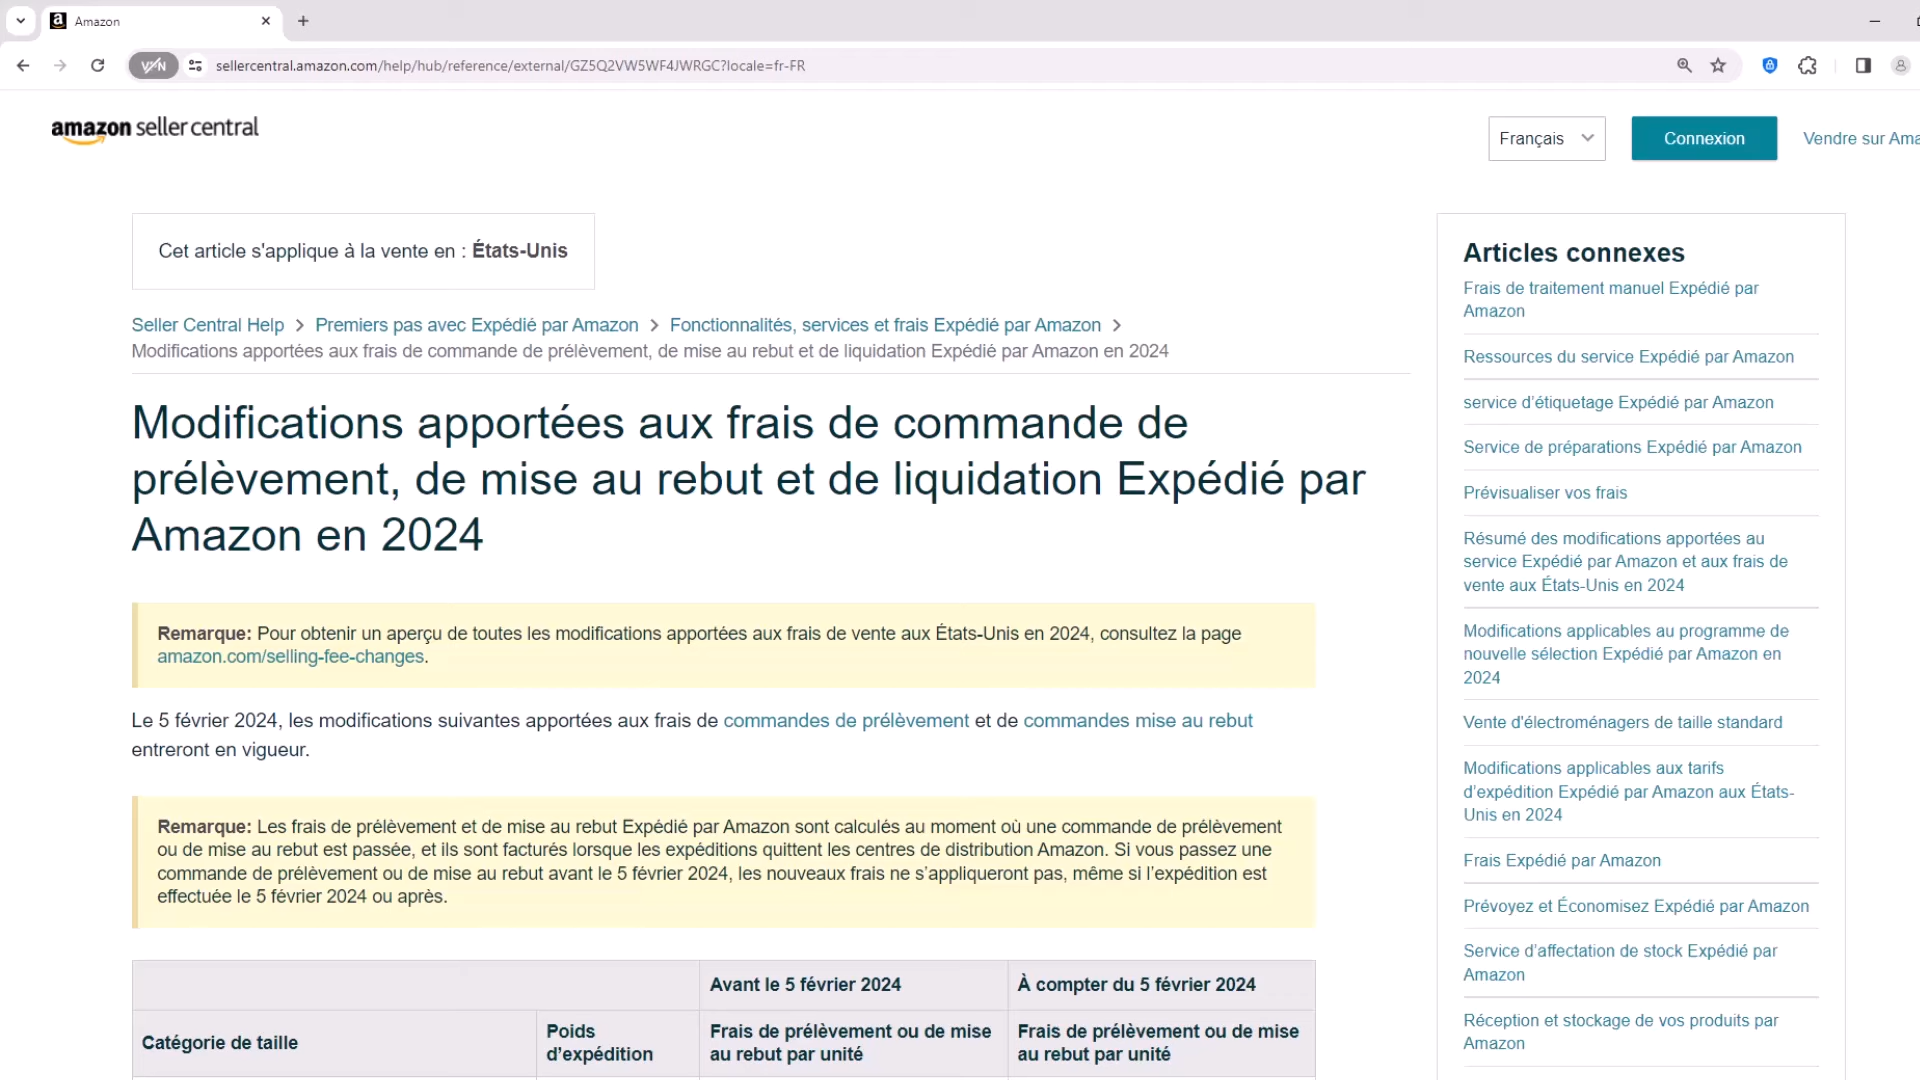 Amazon
sellercentral.amazon.com/help/hub/reference/external/GZ5Q2VW5WF4JWRGC?locale=fr-FR
amazon seller central
Français
Connexion
Vendre sur Ama
Cet article s'applique à la vente en : États-Unis
Seller Central Help > Premiers pas avec Expédié par Amazon > Fonctionnalités, services et frais Expédié par Amazon >
Modifications apportées aux frais de commande de prélèvement, de mise au rebut et de liquidation Expédié par Amazon en 2024
Modifications apportées aux frais de commande de
prélèvement, de mise au rebut et de liquidation Expédié par
Amazon en 2024
Remarque: Pour obtenir un aperçu de toutes les modifications apportées aux frais de vente aux États-Unis en 2024, consultez la page
amazon.com/selling-fee-changes.
Le 5 février 2024, les modifications suivantes apportées aux frais de commandes de prélèvement et de commandes mise au rebut
entreront en vigueur.
Remarque: Les frais de prélèvement et de mise au rebut Expédié par Amazon sont calculés au moment où une commande de prélèvement
ou de mise au rebut est passée, et ils sont facturés lorsque les expéditions quittent les centres de distribution Amazon. Si vous passez une
commande de prélèvement ou de mise au rebut avant le 5 février 2024, les nouveaux frais ne s’appliqueront pas, même si l’expédition est
effectuée le 5 février 2024 ou après.
Avant le 5 février 2024
À compter du 5 février 2024
Catégorie de taille
Poids
d’expédition
Frais de prélèvement ou de mise
au rebut par unité
Frais de prélèvement ou de mise
au rebut par unité
Articles connexes
Frais de traitement manuel Expédié par
Amazon
Ressources du service Expédié par Amazon
service d’étiquetage Expédié par Amazon
Service de préparations Expédié par Amazon
Prévisualiser vos frais
Résumé des modifications apportées au
service Expédié par Amazon et aux frais de
vente aux États-Unis en 2024
Modifications applicables au programme de
nouvelle sélection Expédié par Amazon en
2024
Vente d'électroménagers de taille standard
Modifications applicables aux tarifs
d’expédition Expédié par Amazon aux États-
Unis en 2024
Frais Expédié par Amazon
Prévoyez et Économisez Expédié par Amazon
Service d’affectation de stock Expédié par
Amazon
Réception et stockage de vos produits par
Amazon